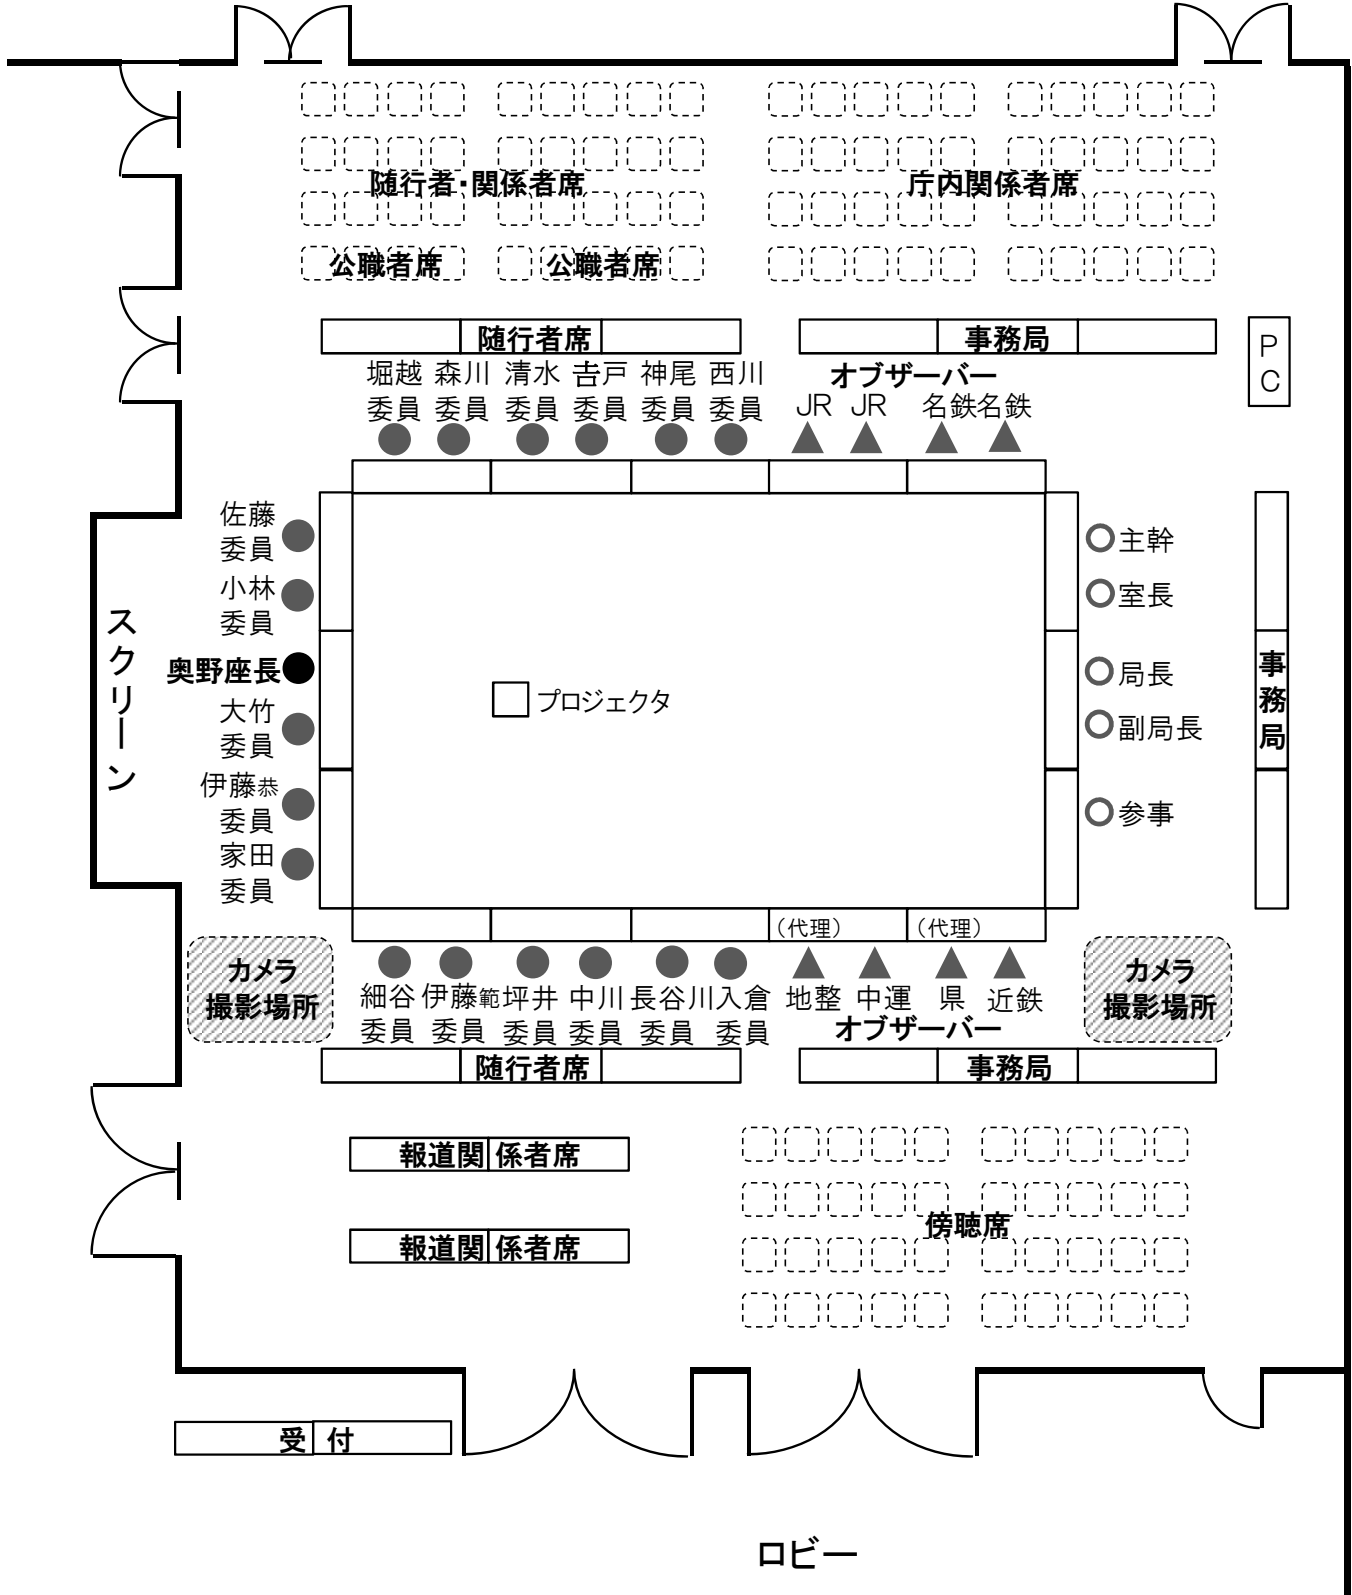 随行者・関係者席
庁内関係者席
公職者席
公職者席
随行者席
事務局
PC
堀越
委員
森川
委員
清水
委員
𠮷戸
委員
神尾
委員
西川
委員
オブザーバー
JR
JR
名鉄
名鉄
佐藤
委員
小林
委員
奥野座長
大竹
委員
伊藤恭
委員
家田
委員
スクリーン
プロジェクタ
主幹
室長
局長
副局長
参事
事務局
(代理)
(代理)
カメラ
撮影場所
細谷
委員
伊藤範
委員
坪井
委員
中川
委員
長谷川
委員
入倉
委員
地整
中運
県
近鉄
オブザーバー
カメラ
撮影場所
随行者席
事務局
報道関係者席
報道関係者席
傍聴席
受付
ロビー